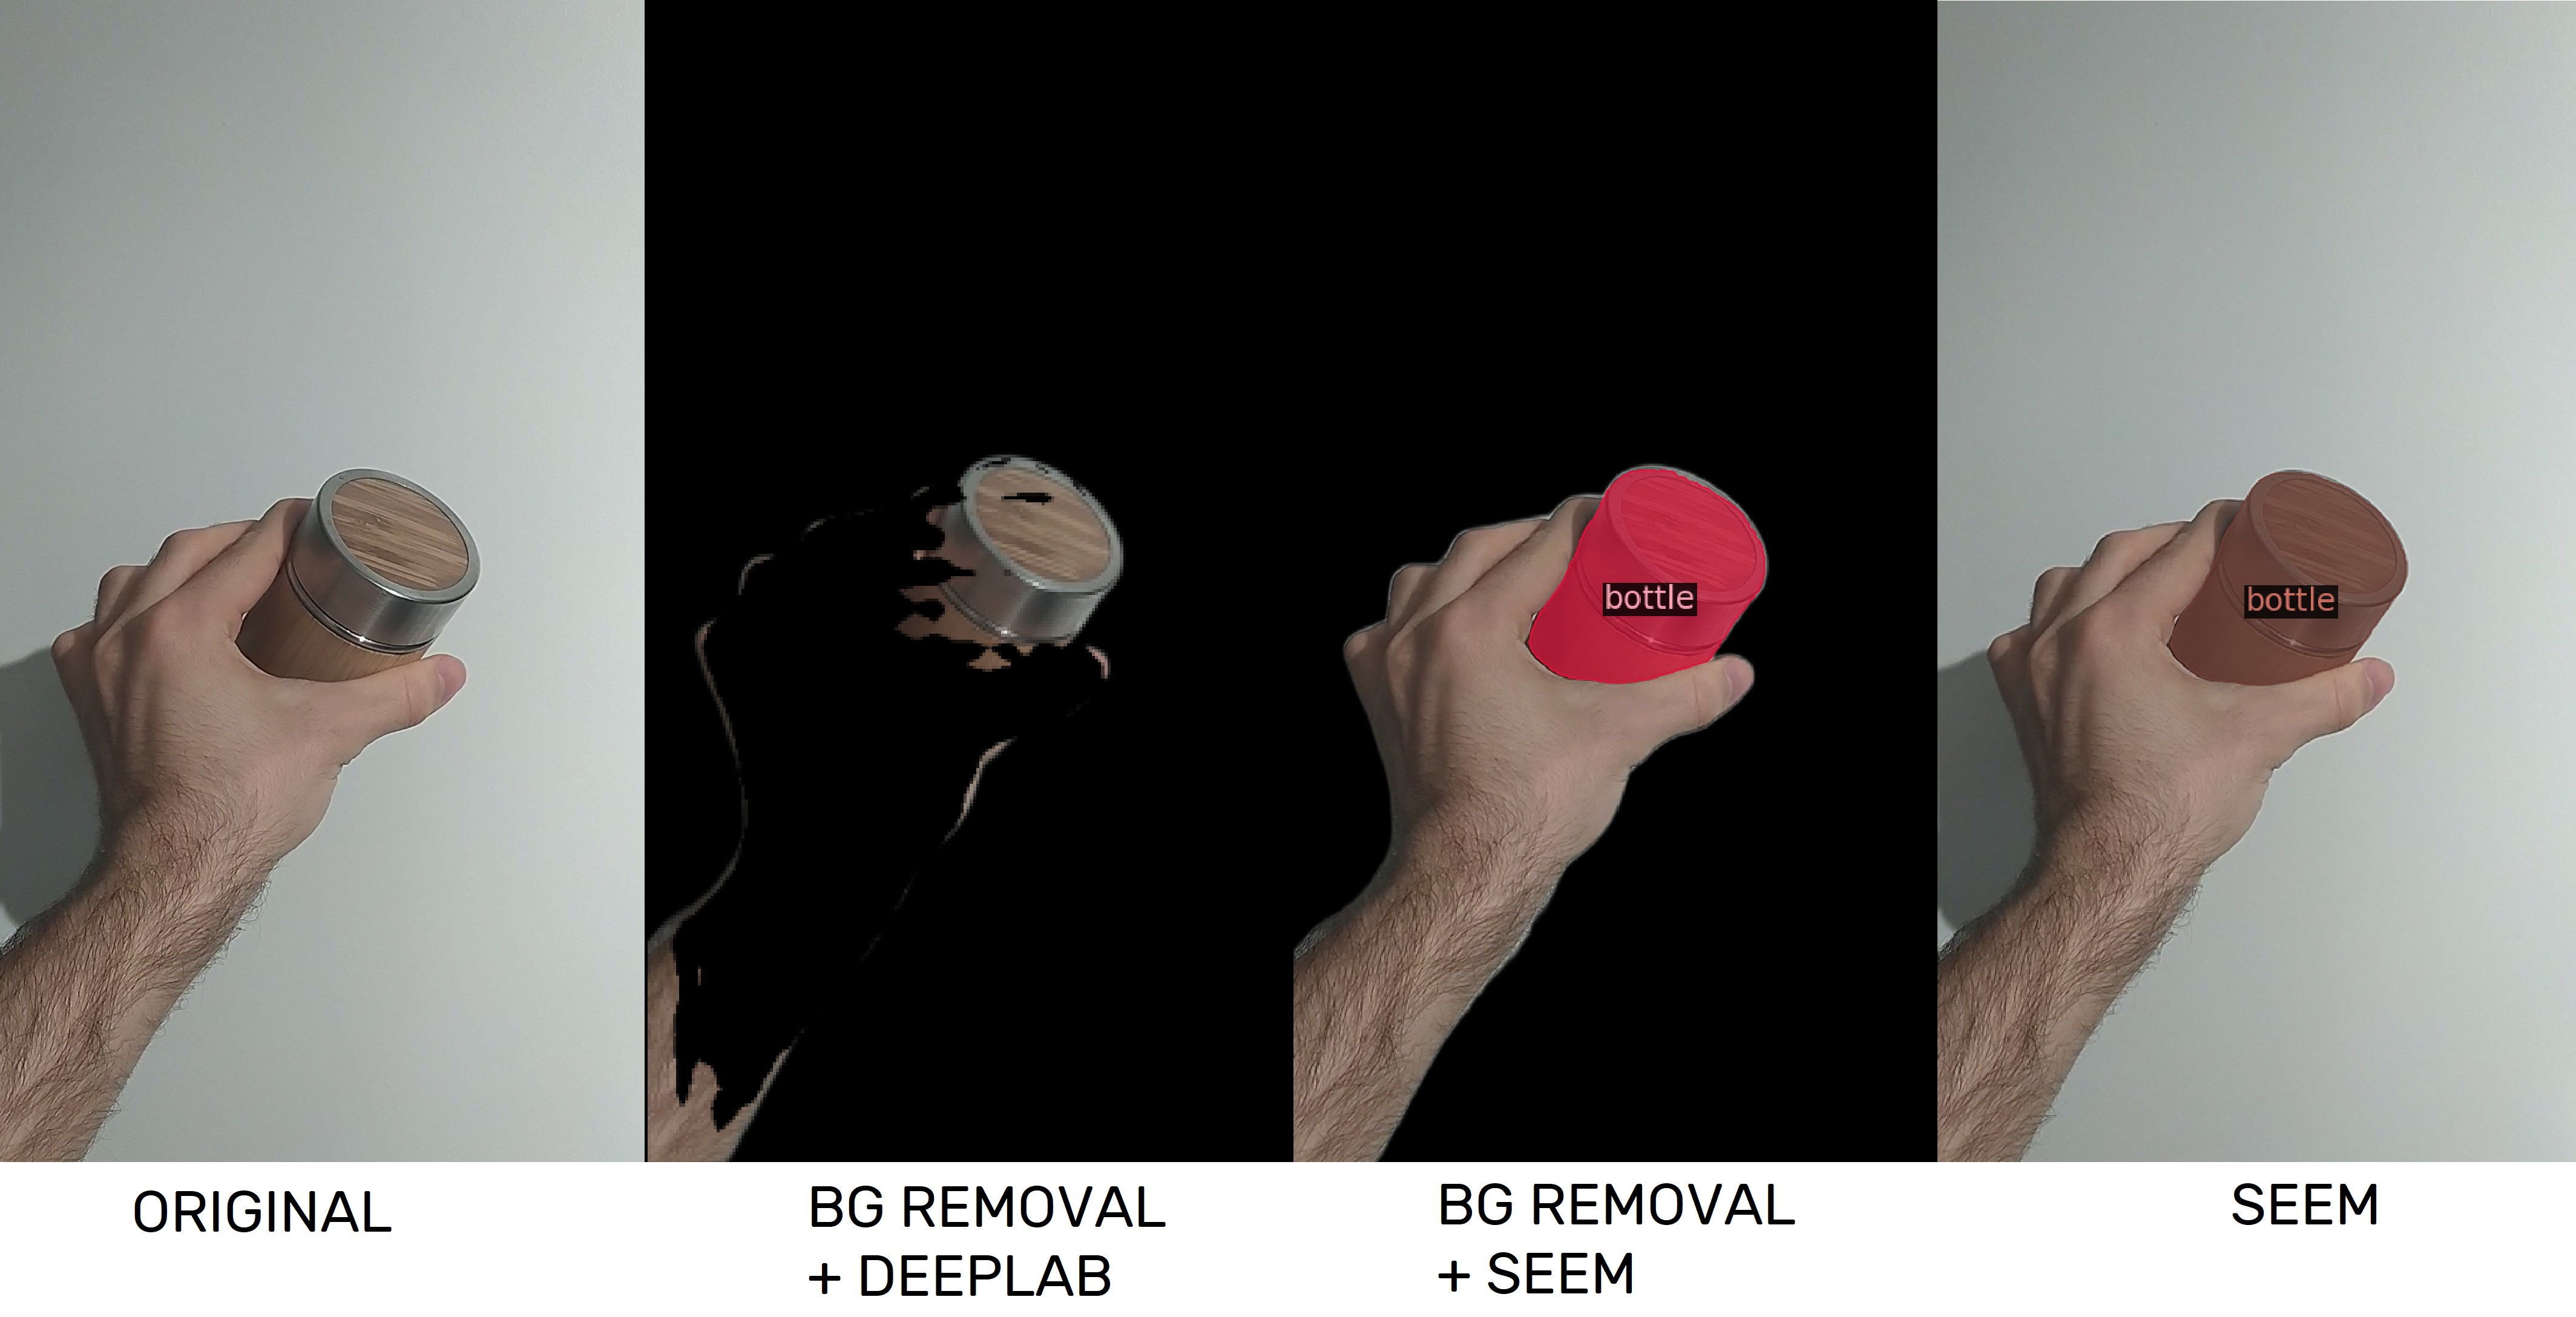 bottle
bottle
ORIGINAL
BG REMOVAL
+ DEEPLAB
BG REMOVAL
+ SEEM
SEEM